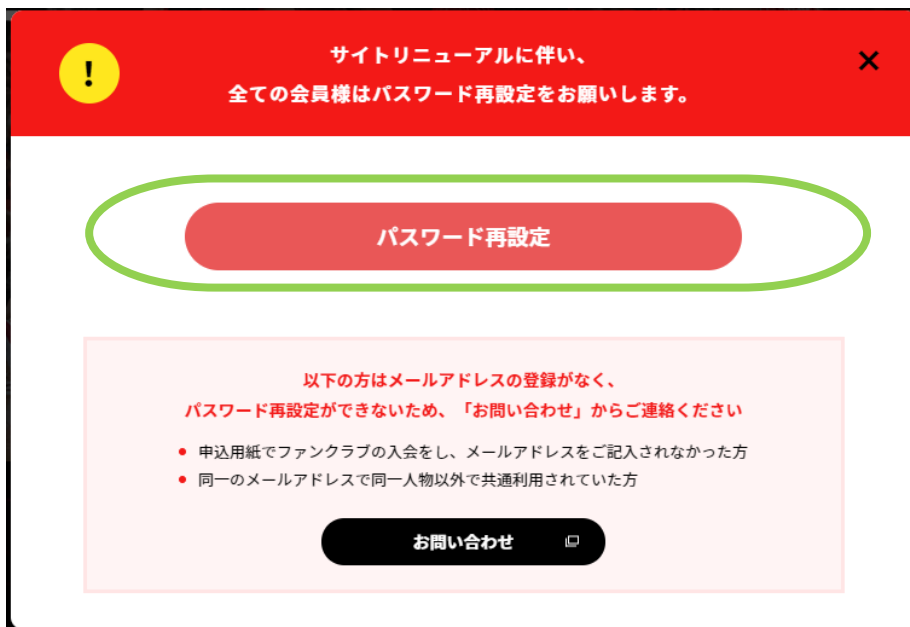 !
サイトリニューアルに伴い、
全ての会員様はパスワード再設定をお願いします。
パスワード再設定
以下の方はメールアドレスの登録がなく、
パスワード再設定ができないため、「お問い合わせ」からご連絡ください
申込用紙でファンクラブの入会をし、メールアドレスをご記入されなかった方
同一のメールアドレスで同一人物以外で共通利用されていた方
お問い合わせ